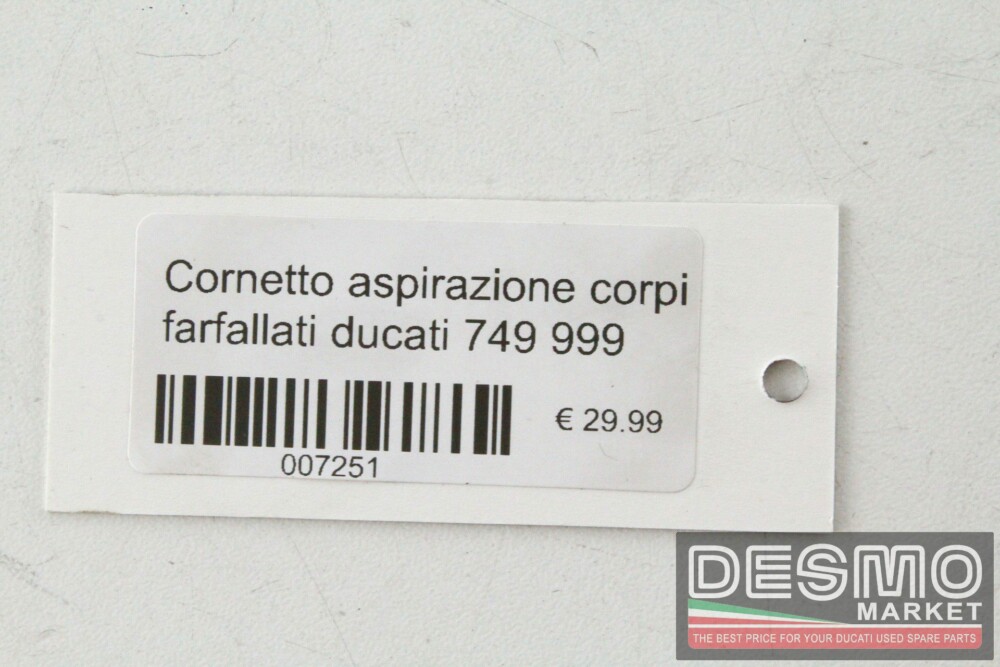 Cornetto aspirazione corpi
farfallati ducati 749 999
€ 29.99
007251
DESMO
MARKET
THE BEST PRICE FOR YOUR DUCATI USED SPARE PARTS